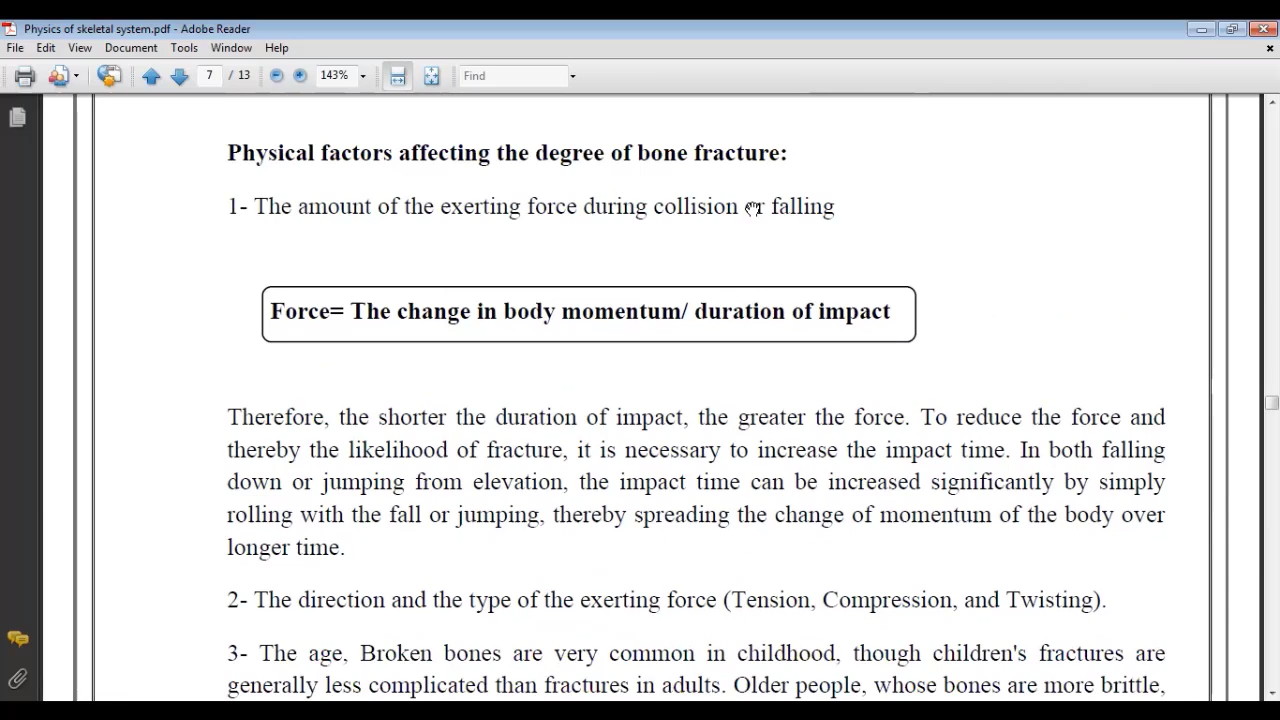 Physics of skeletal system.pdf - Adobe Reader
File Edit View Document Tools Window Help
7 / 13 143% Find
Physical factors affecting the degree of bone fracture:
1- The amount of the exerting force during collision or falling
Force= The change in body momentum/ duration of impact
Therefore, the shorter the duration of impact, the greater the force. To reduce the force and
thereby the likelihood of fracture, it is necessary to increase the impact time. In both falling
down or jumping from elevation, the impact time can be increased significantly by simply
rolling with the fall or jumping, thereby spreading the change of momentum of the body over
longer time.
2- The direction and the type of the exerting force (Tension, Compression, and Twisting).
3- The age, Broken bones are very common in childhood, though children's fractures are
generally less complicated than fractures in adults. Older people, whose bones are more brittle,